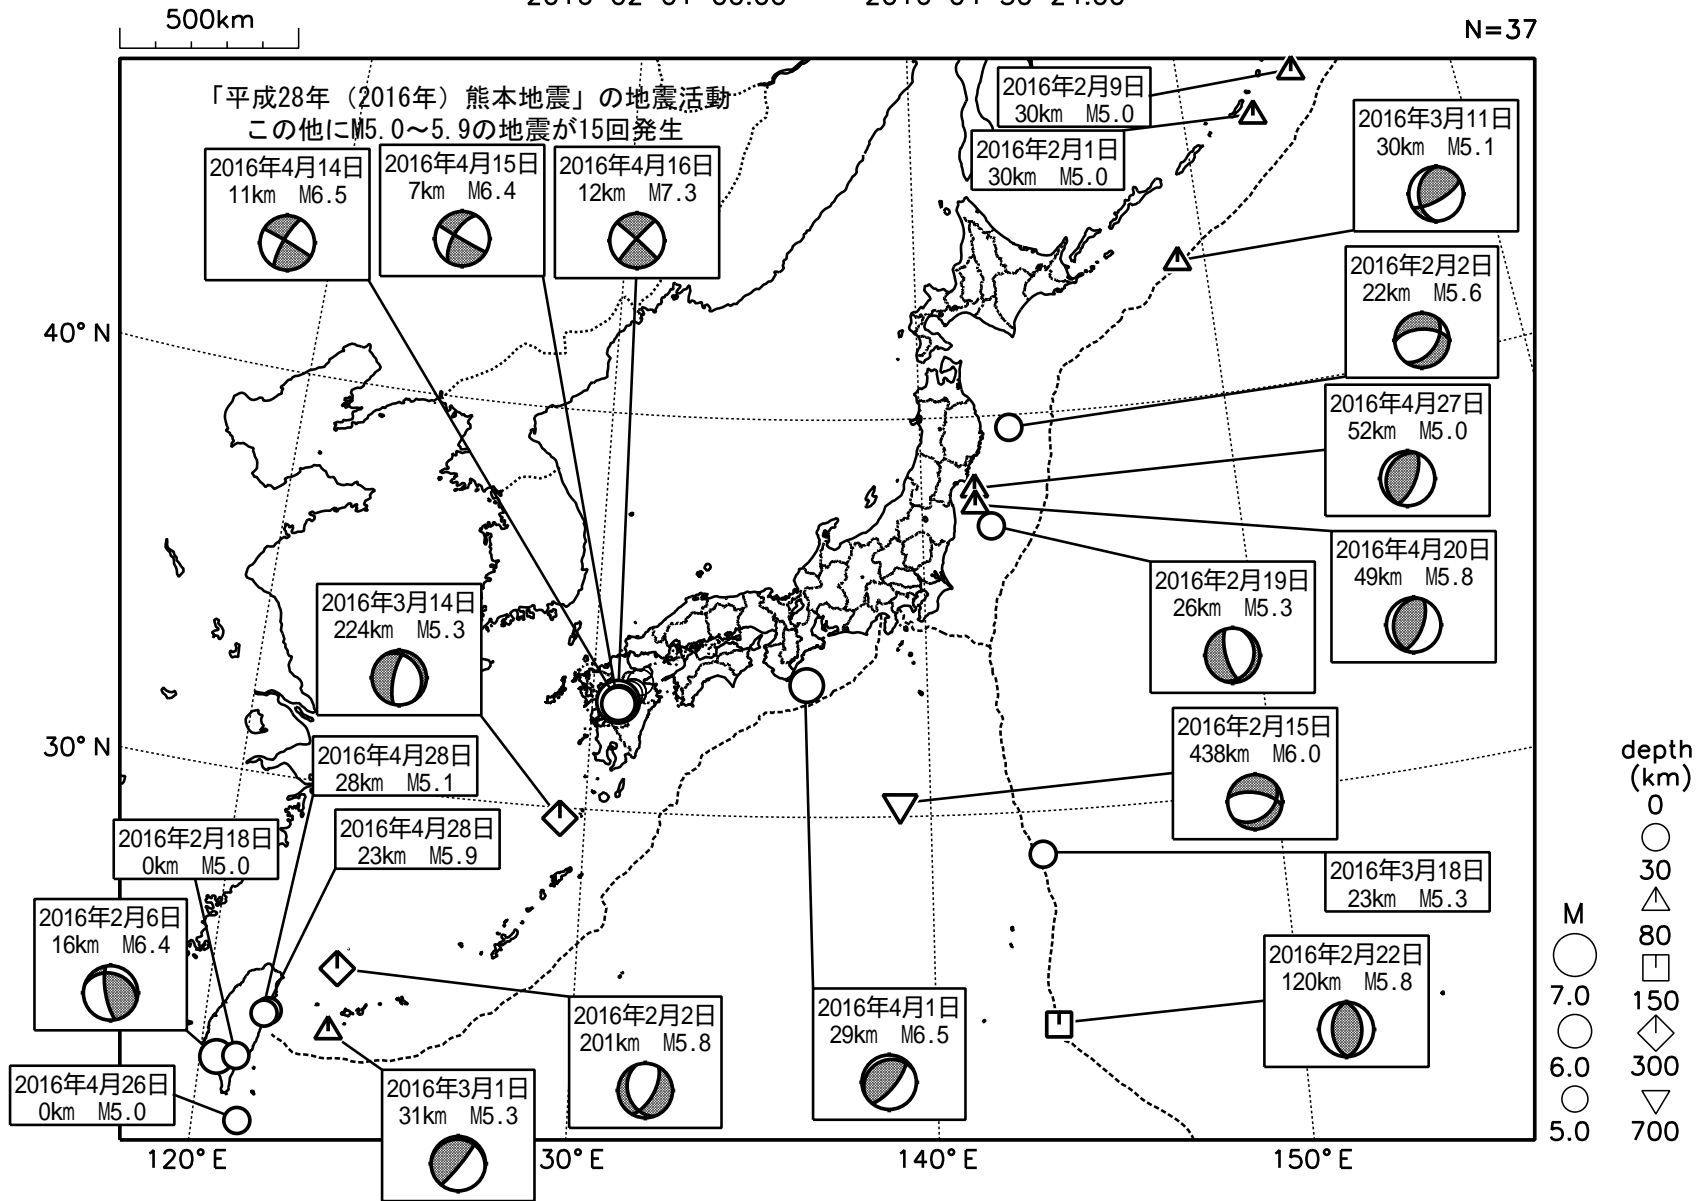 500km
N=37
「平成28年（2016年）熊本地震」の地震活動
この他にM5.0～5.9の地震が15回発生
2016年4月14日
11km M6.5
2016年4月15日
7km M6.4
2016年4月16日
12km M7.3
2016年2月9日
30km M5.0
2016年2月1日
30km M5.0
2016年3月11日
30km M5.1
2016年2月2日
22km M5.6
2016年4月27日
52km M5.0
2016年4月20日
49km M5.8
2016年2月19日
26km M5.3
2016年2月15日
438km M6.0
2016年3月18日
23km M5.3
2016年2月22日
120km M5.8
2016年3月14日
224km M5.3
2016年4月28日
28km M5.1
2016年4月28日
23km M5.9
2016年2月18日
0km M5.0
2016年2月6日
16km M6.4
2016年4月26日
0km M5.0
2016年3月1日
31km M5.3
2016年2月2日
201km M5.8
2016年4月1日
29km M6.5
40°N
30°N
120°E
30°E
140°E
150°E
M
7.0
6.0
5.0
depth
(km)
0
30
80
150
300
700